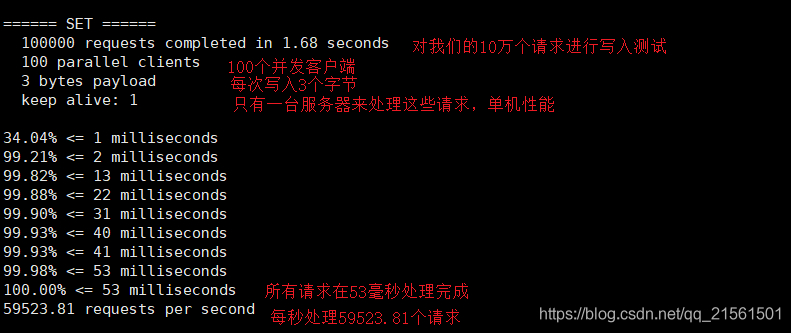 ====== SET ======
100000 requests completed in 1.68 seconds 对我们的10万个请求进行写入测试
100 parallel clients 100个并发客户端
3 bytes payload 每次写入3个字节
keep alive: 1 只有一台服务器来处理这些请求，单机性能
34.04% <= 1 milliseconds
99.21% <= 2 milliseconds
99.82% <= 13 milliseconds
99.88% <= 22 milliseconds
99.90% <= 31 milliseconds
99.93% <= 40 milliseconds
99.93% <= 41 milliseconds
99.98% <= 53 milliseconds
100.00% <= 53 milliseconds 所有请求在53毫秒处理完成
59523.81 requests per second 每秒处理59523.81个请求
https://blog.csdn.net/qq_21561501